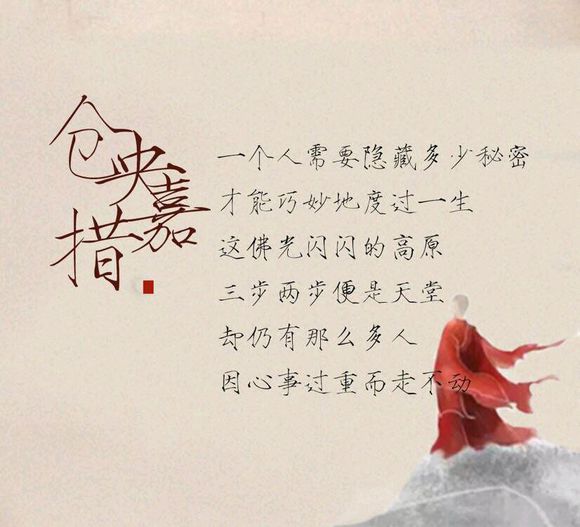 仓央嘉措
一个人需要隐藏多少秘密
才能巧妙地度过一生
这佛光闪闪的高原
三步两步便是天堂
却仍有那么多人
因心事过重而走不动